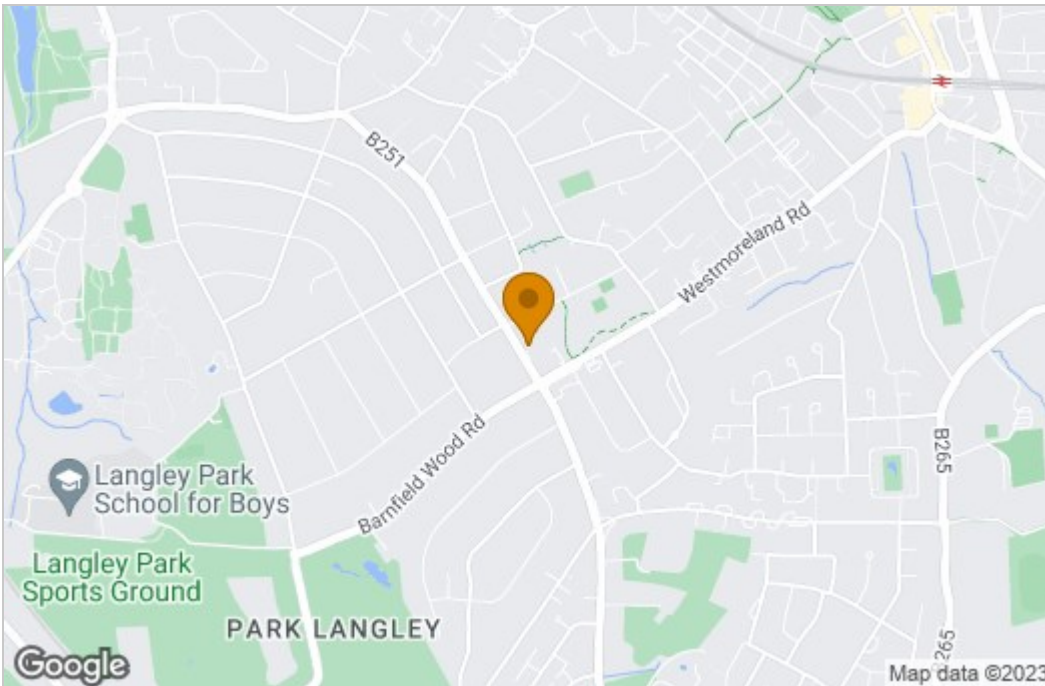 B251
Westmoreland Rd
Barnfield Wood Rd
B265
Langley Park
School for Boys
Langley Park
Sports Ground
PARK LANGLEY
B265
Google
Map data ©2023